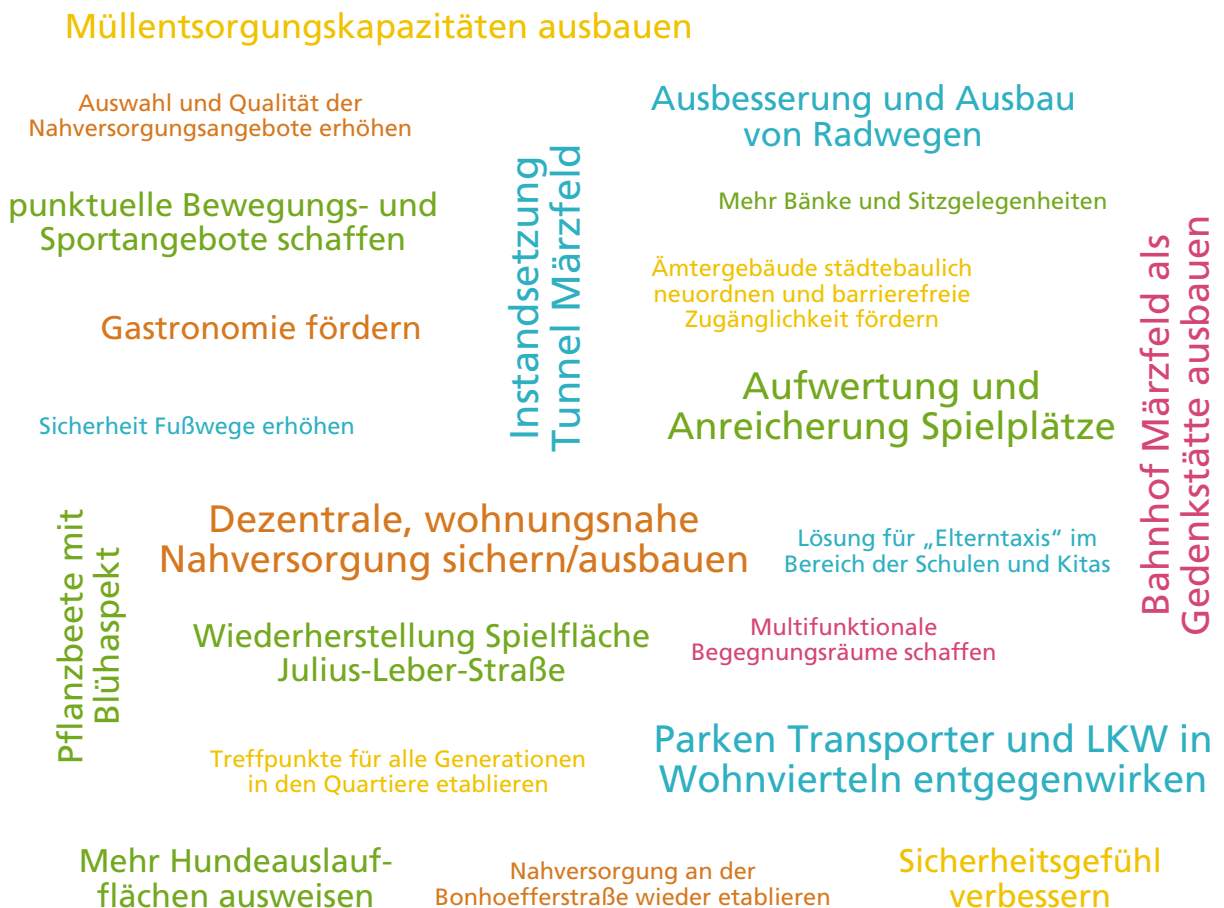 Müllentsorgungskapazitäten ausbauen
Auswahl und Qualität der
Nahversorgungsangebote erhöhen
Ausbesserung und Ausbau
von Radwegen
punktuelle Bewegungs- und
Sportangebote schaffen
Instandsetzung
Tunnel Märzfeld
Mehr Bänke und Sitzgelegenheiten
Ämtergebäude städtebaulich
neuordnen und barrierefreie
Zugänglichkeit fördern
Bahnhof Märzfeld als
Gedenkstätte ausbauen
Gastronomie fördern
Aufwertung und
Anreicherung Spielplätze
Sicherheit Fußwege erhöhen
Dezentrale, wohnungsnahe
Nahversorgung sichern/ausbauen
Lösung für „Elterntaxis“ im
Bereich der Schulen und Kitas
Pflanzbeete mit
Blühaspekt
Wiederherstellung Spielfläche
Julius-Leber-Straße
Multifunktionale
Begegnungsräume schaffen
Treffpunkte für alle Generationen
in den Quartiere etablieren
Parken Transporter und LKW in
Wohnvierteln entgegenwirken
Mehr Hundeauslauf-
flächen ausweisen
Nahversorgung an der
Bonhoefferstraße wieder etablieren
Sicherheitsgefühl
verbessern